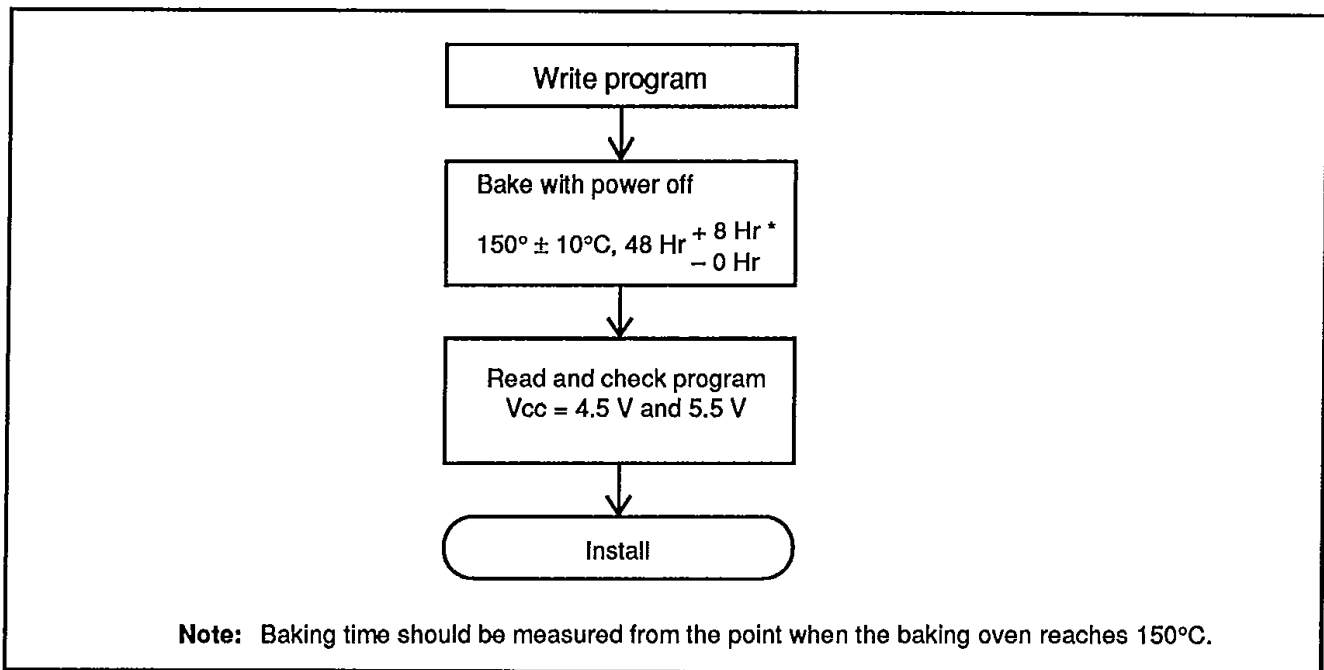 Write program
Bake with power off
150° ± 10°C, 48 Hr + 8 Hr *
– 0 Hr
Read and check program
Vcc = 4.5 V and 5.5 V
Install
Note: Baking time should be measured from the point when the baking oven reaches 150°C.